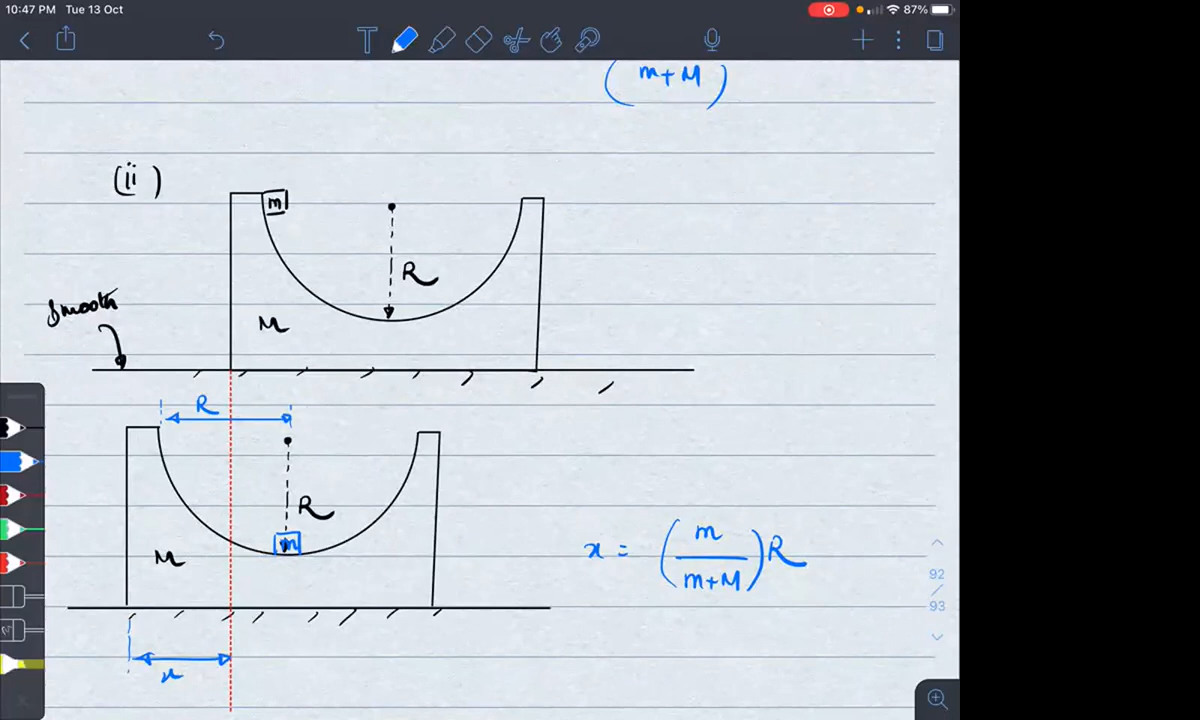 10:47 PM Tue 13 Oct 87%
(m+M)
(ii)
m
R
M
Smooth
R
R
m
M
x = (m/m+M)R
92
/
93
x